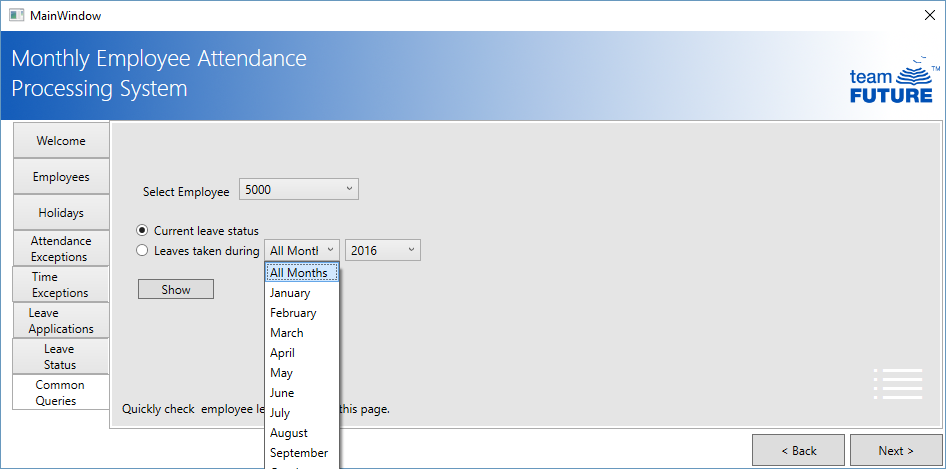 MainWindow
Monthly Employee Attendance
Processing System
team
FUTURE
TM
Welcome
Employees
Holidays
Attendance
Exceptions
Time
Exceptions
Leave
Applications
Leave
Status
Common
Queries
Select Employee 5000
Current leave status
Leaves taken during All Month 2016
All Months
January
Show
February
March
April
May
June
July
August
September
Quickly check employee le this page.
< Back Next >